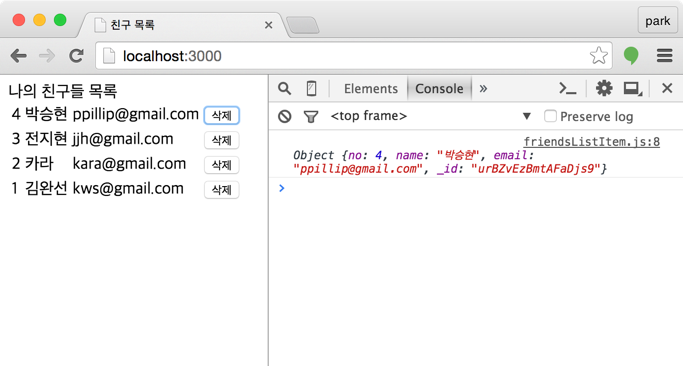 친구 목록
park
localhost:3000
나의 친구들 목록
4 박승현 ppillip@gmail.com 삭제
3 전지현 jjh@gmail.com 삭제
2 카라 kara@gmail.com 삭제
1 김완선 kws@gmail.com 삭제
Elements Console »
<top frame> ▼ Preserve log
friendsListItem.js:8
Object {no: 4, name: "박승현", email:
"ppillip@gmail.com", _id: "urBZvEzBmtAFaDjs9"}
>